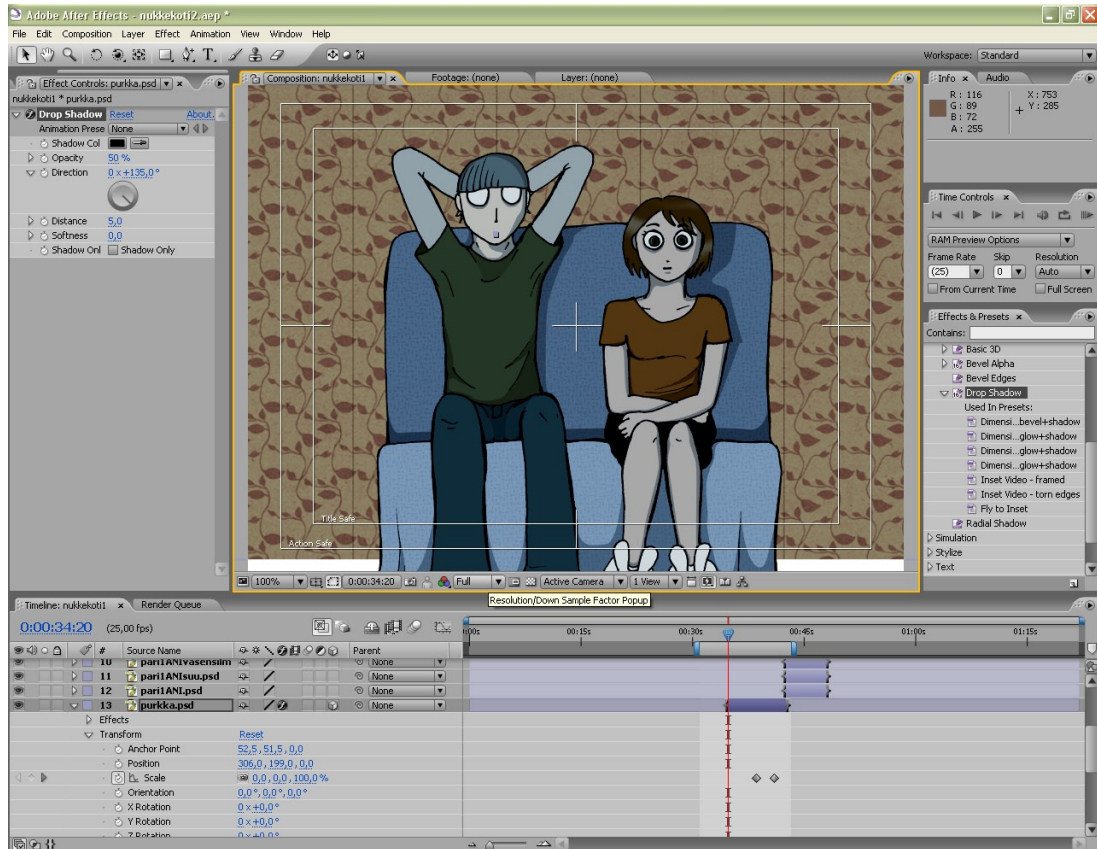 Adobe After Effects - nukkekoti2.aep *
File Edit Composition Layer Effect Animation View Window Help
Workspace: Standard
Effect Controls: purkka.psd
nukkekoti1 * purkka.psd
Drop Shadow Reset About.
Animation Prese None
Shadow Col
Opacity 50 %
Direction 0 x +135,0°
Distance 5,0
Softness 0,0
Shadow Onl Shadow Only
Composition: nukkekoti1 Footage: (none) Layer: (none)
Title Safe
Action Safe
100% 0:00:34:20 Full Active Camera 1 View
Resolution/Down Sample Factor Popup
Info Audio
R : 116 X : 753
G : 89 Y : 285
B : 72
A : 255
Time Controls
RAM Preview Options
Frame Rate Skip Resolution
(25) 0 Auto
From Current Time Full Screen
Effects & Presets
Contains:
Basic 3D
Bevel Alpha
Bevel Edges
Drop Shadow
Used In Presets:
Dimensi...bevel+shadow
Dimensi...glow+shadow
Dimensi...glow+shadow
Dimensi...glow+shadow
Inset Video - framed
Inset Video - torn edges
Fly to Inset
Radial Shadow
Simulation
Stylize
Text
Timeline: nukkekoti1 Render Queue
0:00:34:20 (25,00 fps)
00:15s 00:30s 00:45s 01:00s 01:15s
# Source Name Parent
10 None
11 pari1ANIsuu.psd None
12 pari1ANI.psd None
13 purkka.psd None
Effects
Transform Reset
Anchor Point 52,5 , 51,5 , 0,0
Position 306,0 , 199,0 , 0,0
Scale 0,0 , 0,0 , 100,0 %
Orientation 0,0 ° , 0,0 ° , 0,0 °
X Rotation 0 x +0,0 °
Y Rotation 0 x +0,0 °
Z Rotation 0 x +0,0 °